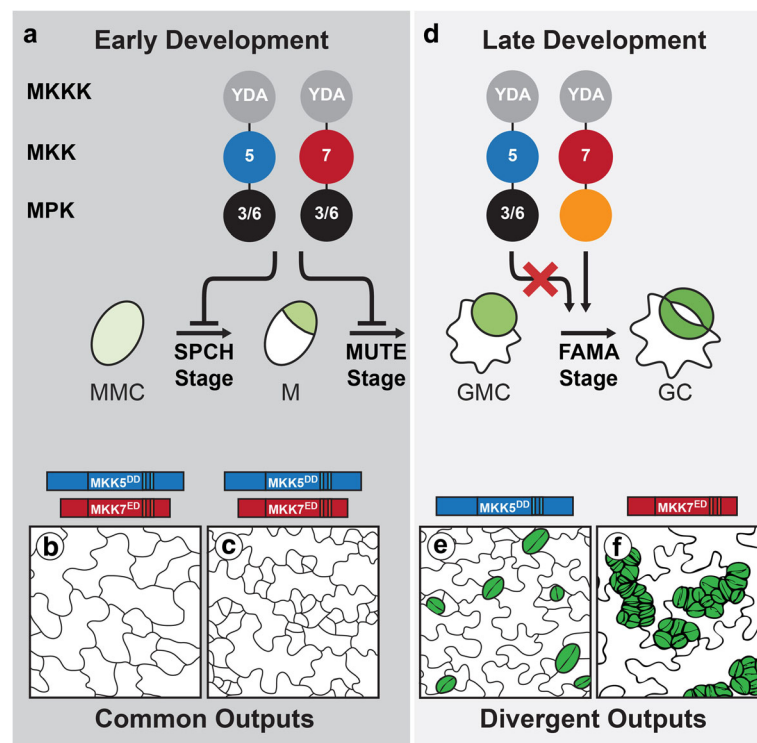 a Early Development
MKKK YDA YDA
MKK 5 7
MPK 3/6 3/6
SPCH MUTE
Stage Stage
MMC M
MKK5DD MKK5DD
MKK7ED MKK7ED
b c
Common Outputs
d Late Development
YDA YDA
5 7
3/6
FAMA
Stage
GMC GC
MKK5DD MKK7ED
e f
Divergent Outputs